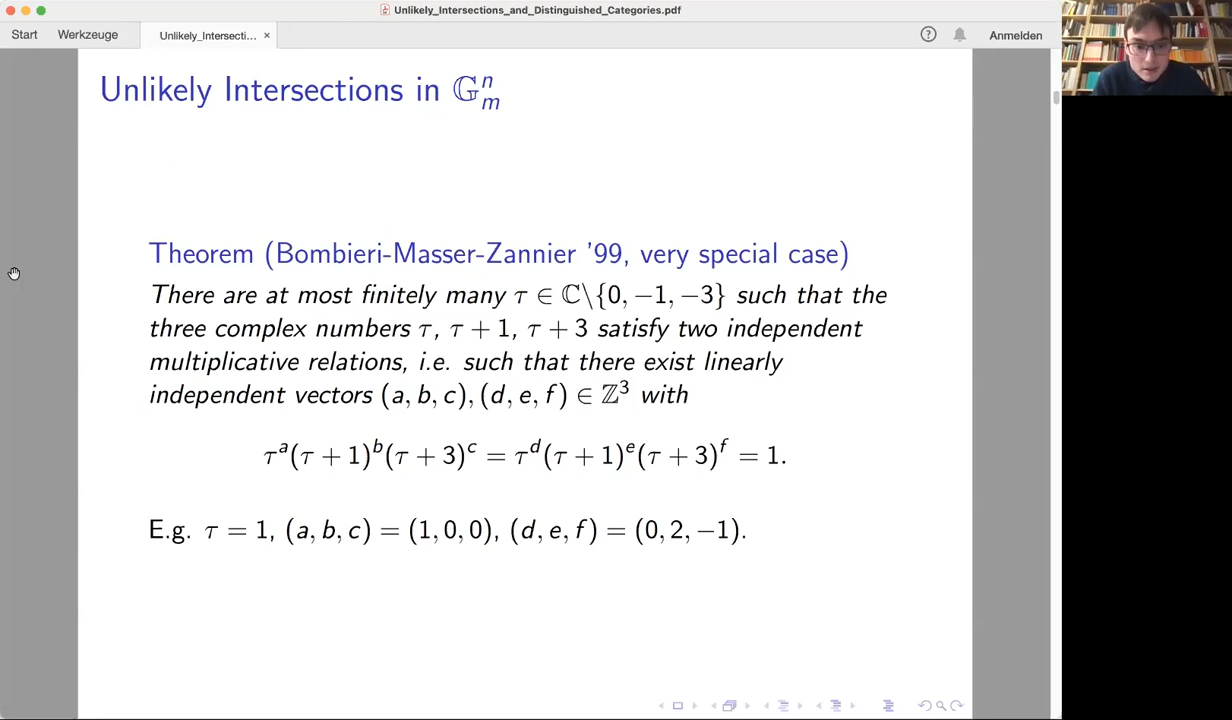 Unlikely_Intersections_and_Distinguished_Categories.pdf
Start Werkzeuge Unlikely_Intersecti... × Anmelden
Unlikely Intersections in 𝔾ₘⁿ
Theorem (Bombieri-Masser-Zannier '99, very special case)
There are at most finitely many τ ∈ ℂ\{0, −1, −3} such that the
three complex numbers τ, τ + 1, τ + 3 satisfy two independent
multiplicative relations, i.e. such that there exist linearly
independent vectors (a, b, c), (d, e, f) ∈ ℤ³ with
τᵃ(τ + 1)ᵇ(τ + 3)ᶜ = τᵈ(τ + 1)ᵉ(τ + 3)ᶠ = 1.
E.g. τ = 1, (a, b, c) = (1, 0, 0), (d, e, f) = (0, 2, −1).